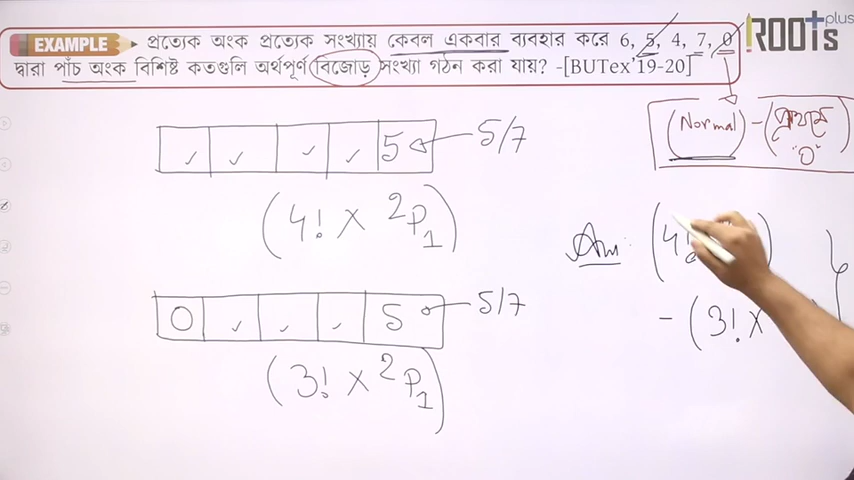 EXAMPLE প্রত্যেক অংক প্রত্যেক সংখ্যায় কেবল একবার ব্যবহার করে 6, 5, 4, 7, 0
দ্বারা পাঁচ অংক বিশিষ্ট কতগুলি অর্থপূর্ণ বিজোড় সংখ্যা গঠন করা যায়? -[BUTex'19-20]
ROOTs plus
(Normal) - (প্রথমে "0")
5 5/7
(4! × ²P₁)
Ans:
- (3! ×
0 5 5/7
(3! × ²P₁)